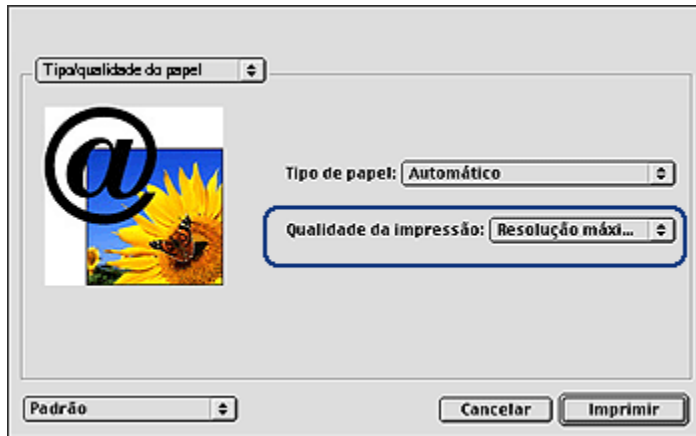 Tipo/qualidade do papel
@
Tipo de papel: Automático
Qualidade da impressão: Resolução máxi...
Padrão
Cancelar
Imprimir